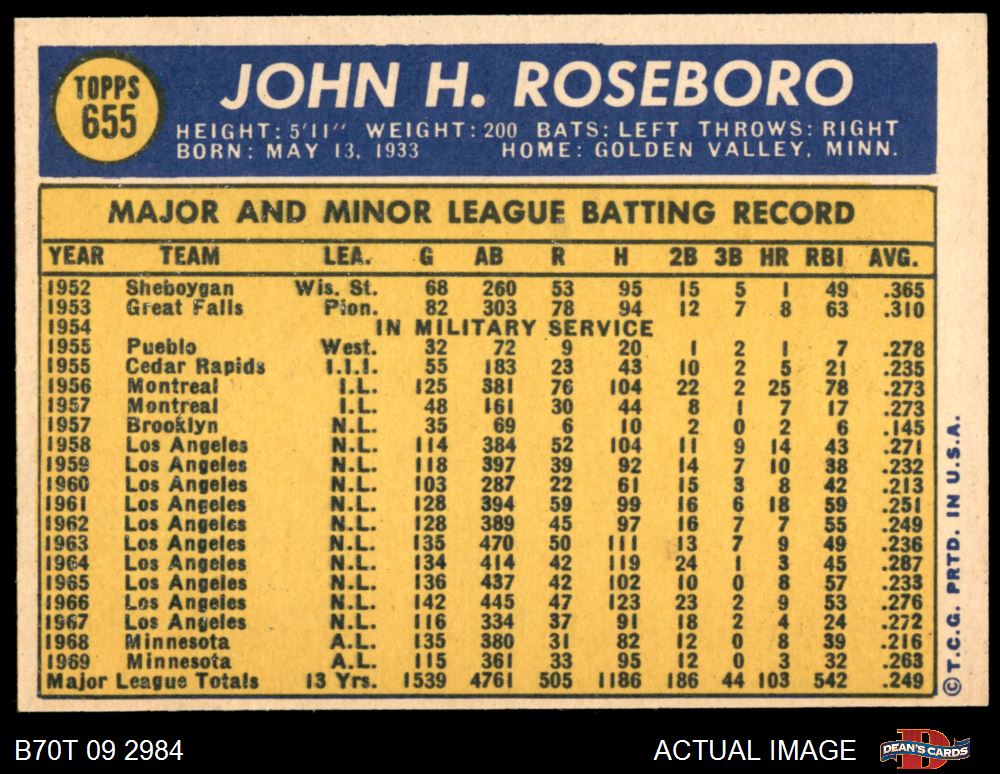 TOPPS
655
JOHN H. ROSEBORO
HEIGHT: 5'11" WEIGHT: 200 BATS: LEFT THROWS: RIGHT
BORN: MAY 13, 1933 HOME: GOLDEN VALLEY, MINN.
MAJOR AND MINOR LEAGUE BATTING RECORD
YEAR TEAM LEA. G AB R H 2B 3B HR RBI AVG.
1952 Sheboygan Wis. St. 68 260 53 95 15 5 1 49 .365
1953 Great Falls Pion. 82 303 78 94 12 7 8 63 .310
1954 IN MILITARY SERVICE
1955 Pueblo West. 32 72 9 20 1 2 1 7 .278
1955 Cedar Rapids I.I.I. 55 183 23 43 10 2 5 21 .235
1956 Montreal I.L. 125 381 76 104 22 2 25 78 .273
1957 Montreal I.L. 48 161 30 44 8 1 7 17 .273
1957 Brooklyn N.L. 35 69 6 10 2 0 2 6 .145
1958 Los Angeles N.L. 114 384 52 104 11 9 14 43 .271
1959 Los Angeles N.L. 118 397 39 92 14 7 10 38 .232
1960 Los Angeles N.L. 103 287 22 61 15 3 8 42 .213
1961 Los Angeles N.L. 128 394 59 99 16 6 18 59 .251
1962 Los Angeles N.L. 128 389 45 97 16 7 7 55 .249
1963 Los Angeles N.L. 135 470 50 111 13 7 9 49 .236
1964 Los Angeles N.L. 134 414 42 119 24 1 3 45 .287
1965 Los Angeles N.L. 136 437 42 102 10 0 8 57 .233
1966 Los Angeles N.L. 142 445 47 123 23 2 9 53 .276
1967 Los Angeles N.L. 116 334 37 91 18 2 4 24 .272
1968 Minnesota A.L. 135 380 31 82 12 0 8 39 .216
1969 Minnesota A.L. 115 361 33 95 12 0 3 32 .263
Major League Totals 13 Yrs. 1539 4761 505 1186 186 44 103 542 .249
© T.C.G. PRTD. IN U.S.A.
B70T 09 2984 ACTUAL IMAGE
DEAN'S CARDS